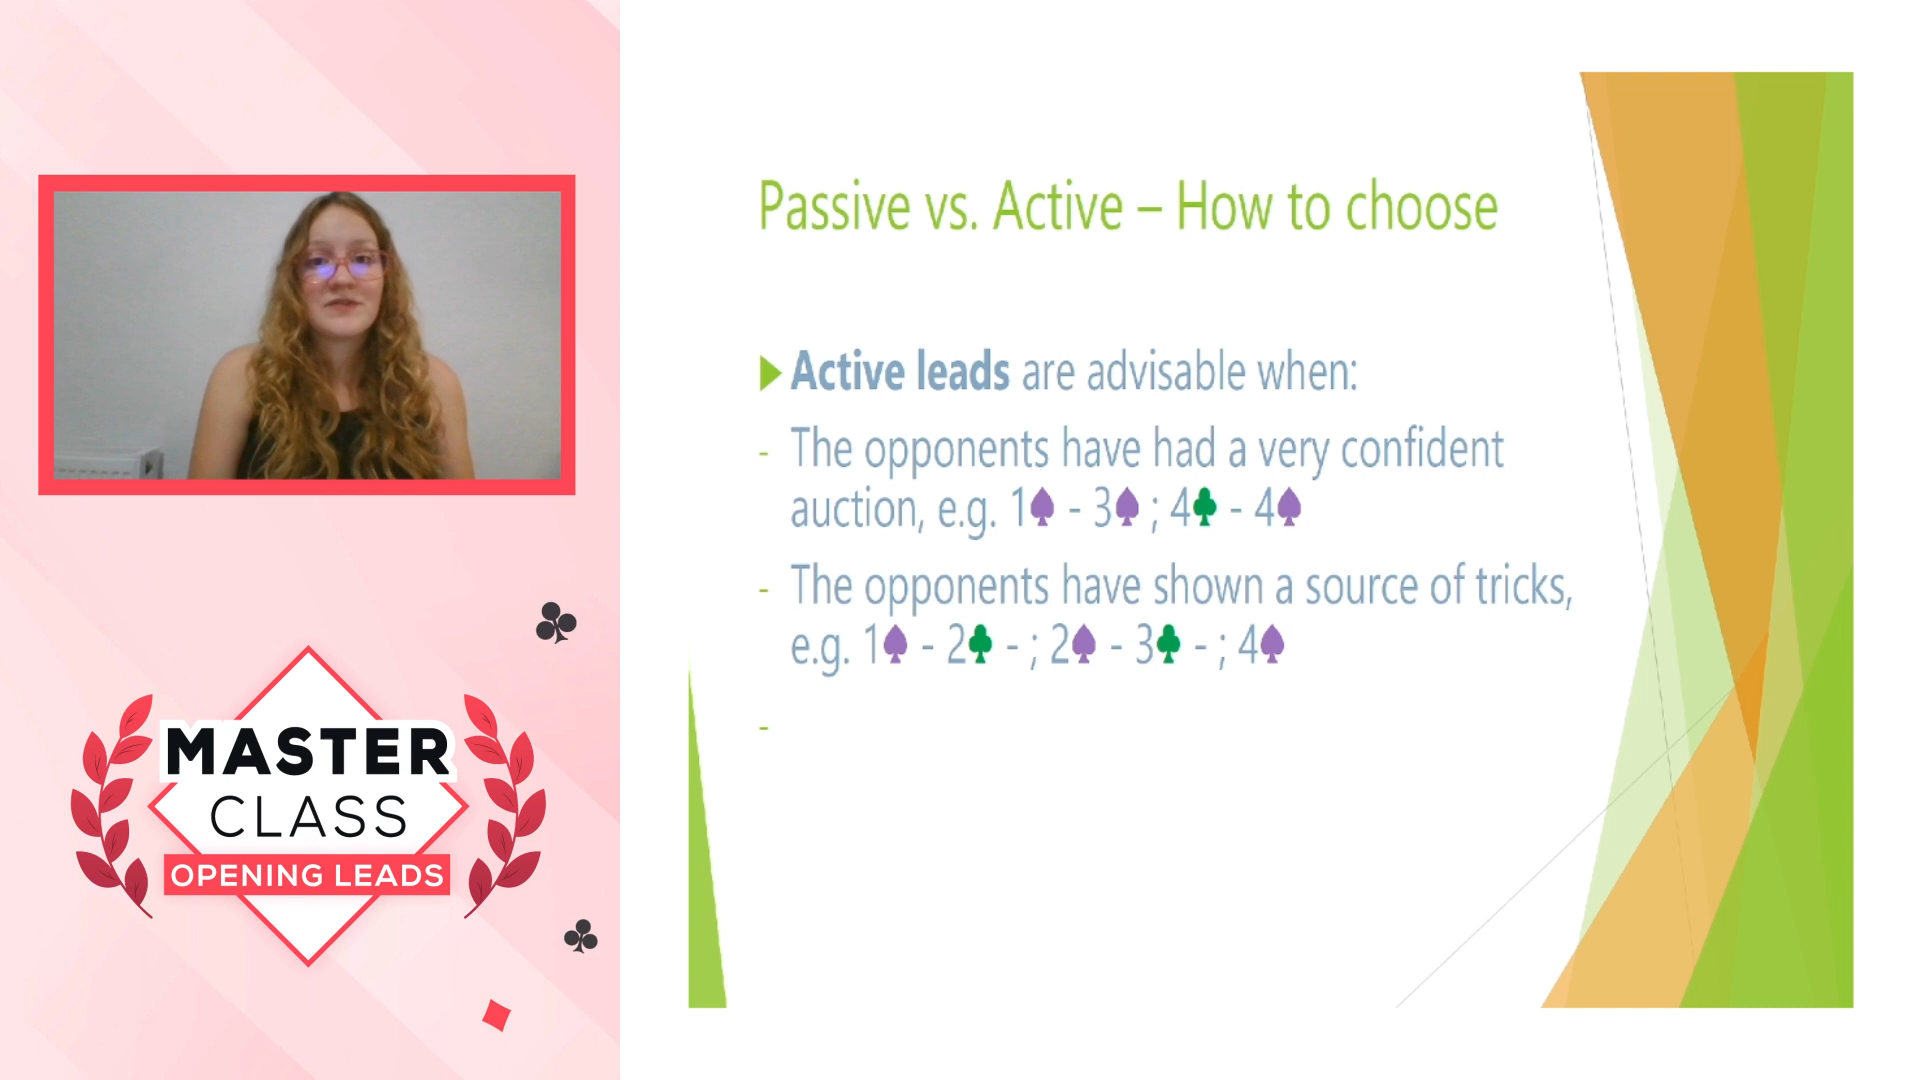 MASTER
CLASS
OPENING LEADS
Passive vs. Active – How to choose
Active leads are advisable when:
- The opponents have had a very confident
auction, e.g. 1♠ - 3♠ ; 4♣ - 4♠
- The opponents have shown a source of tricks,
e.g. 1♠ - 2♣ - ; 2♠ - 3♣ - ; 4♠
-